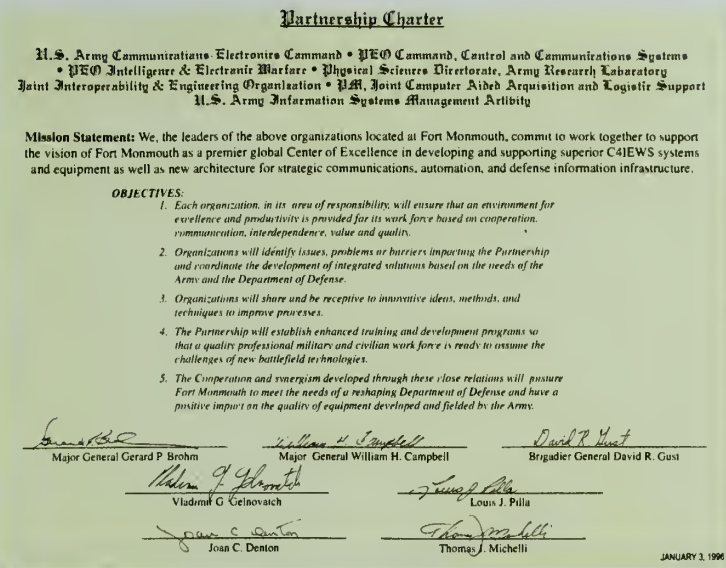 Partnership Charter
U.S. Army Communications-Electronics Command • PEO Command, Control and Communications Systems
• PEO Intelligence & Electronic Warfare • Physical Sciences Directorate, Army Research Laboratory
Joint Interoperability & Engineering Organization • PM, Joint Computer Aided Acquisition and Logistic Support
U.S. Army Information Systems Management Activity
Mission Statement: We, the leaders of the above organizations located at Fort Monmouth, commit to work together to support
the vision of Fort Monmouth as a premier global Center of Excellence in developing and supporting superior C4IEWS systems
and equipment as well as new architecture for strategic communications, automation, and defense information infrastructure.
OBJECTIVES:
1. Each organization, in its area of responsibility, will ensure that an environment for
excellence and productivity is provided for its work force based on cooperation,
communication, interdependence, value and quality.
2. Organizations will identify issues, problems or barriers impacting the Partnership
and coordinate the development of integrated solutions based on the needs of the
Army and the Department of Defense.
3. Organizations will share and be receptive to innovative ideas, methods, and
techniques to improve processes.
4. The Partnership will establish enhanced training and development programs so
that a quality professional military and civilian work force is ready to assume the
challenges of new battlefield technologies.
5. The Cooperation and synergism developed through these close relations will posture
Fort Monmouth to meet the needs of a reshaping Department of Defense and have a
positive impact on the quality of equipment developed and fielded by the Army.
William H. Campbell David R. Gust
Major General Gerard P. Brohm Major General William H. Campbell Brigadier General David R. Gust
Vladimir G. Gelnovatch Louis J. Pilla
Vladimir G. Gelnovatch Louis J. Pilla
Joan C. Denton Thomas J. Michelli
Joan C. Denton Thomas J. Michelli
JANUARY 3, 1996